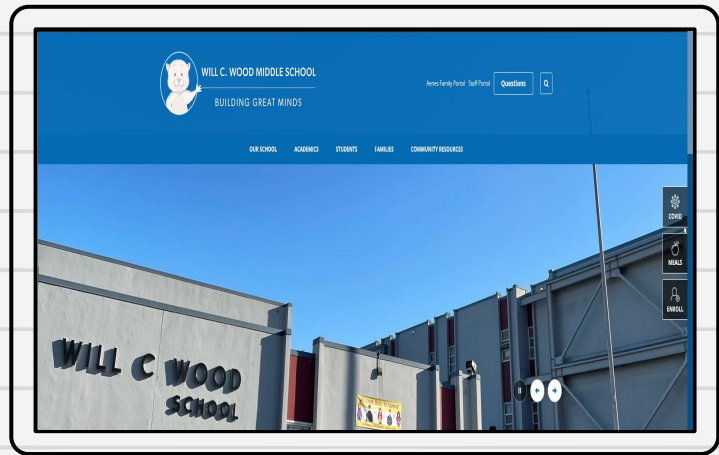 WILL C. WOOD MIDDLE SCHOOL
BUILDING GREAT MINDS
Aeries Family Portal Staff Portal Questions
OUR SCHOOL ACADEMICS STUDENTS FAMILIES COMMUNITY RESOURCES
COVID
MEALS
ENROLL
WILL C WOOD
SCHOOL